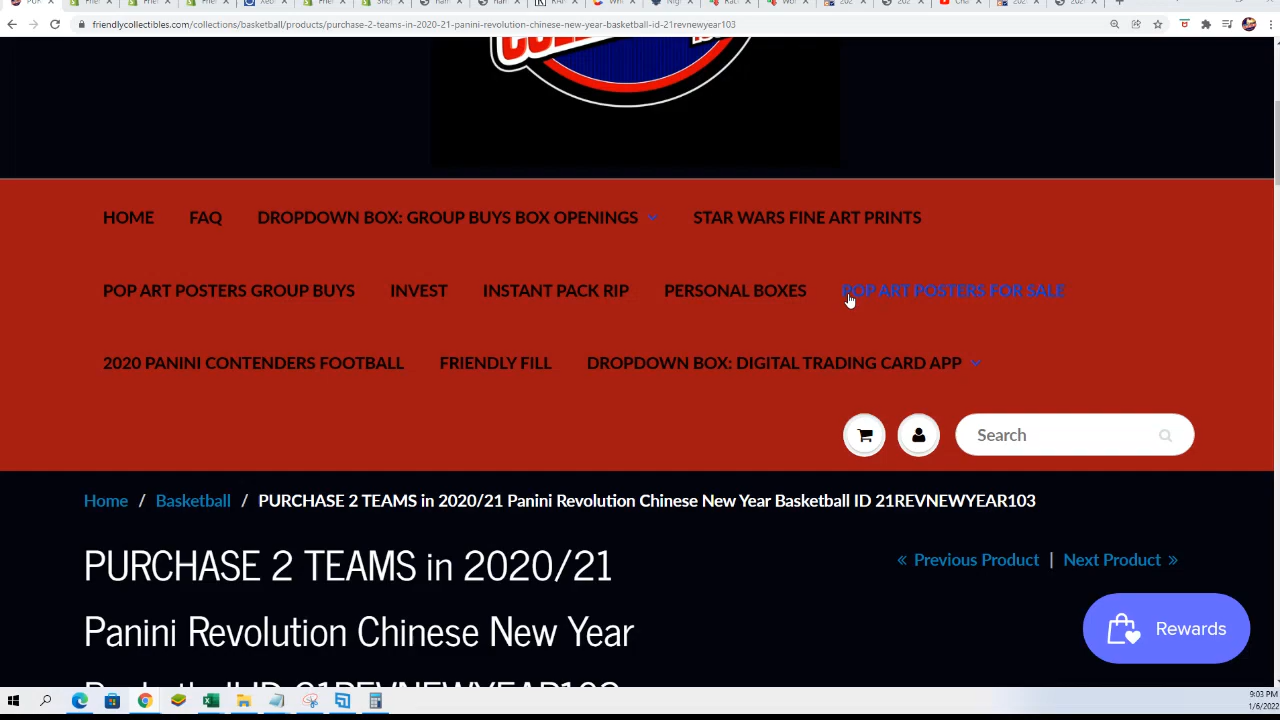 friendlycollectibles.com/collections/basketball/products/purchase-2-teams-in-2020-21-panini-revolution-chinese-new-year-basketball-id-21revnewyear103
HOME FAQ DROPDOWN BOX: GROUP BUYS BOX OPENINGS STAR WARS FINE ART PRINTS
POP ART POSTERS GROUP BUYS INVEST INSTANT PACK RIP PERSONAL BOXES POP ART POSTERS FOR SALE
2020 PANINI CONTENDERS FOOTBALL FRIENDLY FILL DROPDOWN BOX: DIGITAL TRADING CARD APP
Search
Home / Basketball / PURCHASE 2 TEAMS in 2020/21 Panini Revolution Chinese New Year Basketball ID 21REVNEWYEAR103
PURCHASE 2 TEAMS in 2020/21
« Previous Product | Next Product »
Panini Revolution Chinese New Year
Rewards
Basketball ID 21REVNEWYEAR103
9:03 PM
1/6/2022